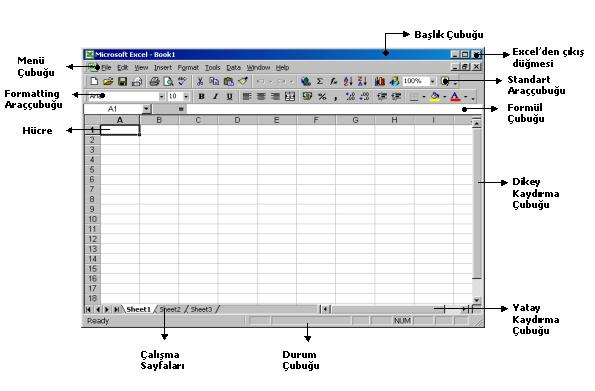 Başlık Çubuğu
Microsoft Excel - Book1
Excel'den çıkış
düğmesi
Menü
Çubuğu
File Edit View Insert Format Tools Data Window Help
Standart
Araççubuğu
100%
Formatting
Araççubuğu
10
B I U
% ,
A1
=
Formül
Çubuğu
Hücre
A B C D E F G H I
1
2
3
4
5
6
7
8
9
10
11
12
13
14
15
16
17
18
Dikey
Kaydırma
Çubuğu
Sheet1 Sheet2 Sheet3
Ready
NUM
Yatay
Kaydırma
Çubuğu
Çalışma
Sayfaları
Durum
Çubuğu